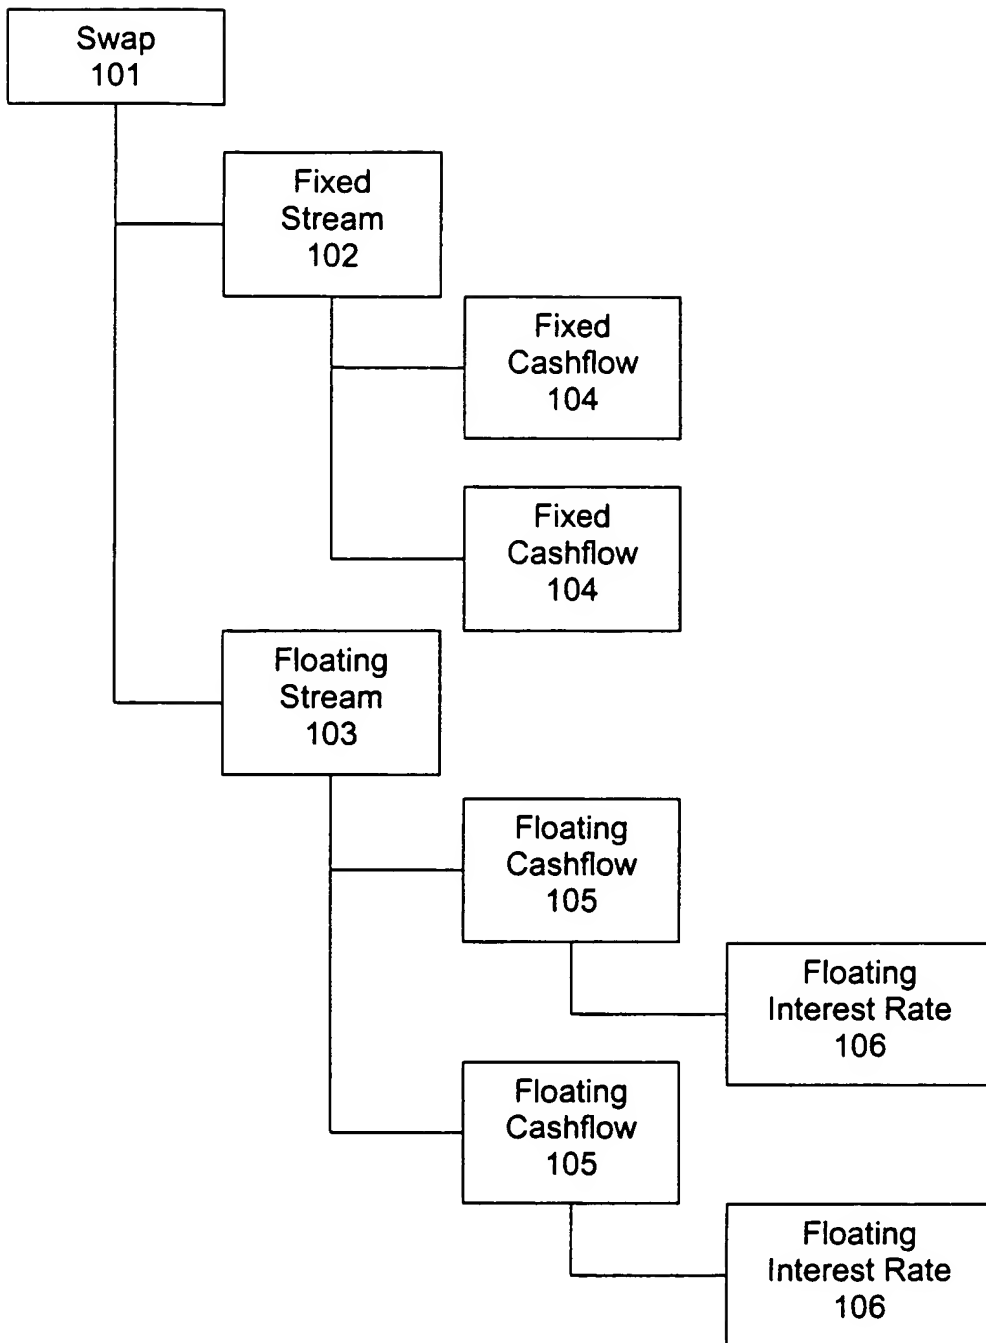 Swap
101
Fixed
Stream
102
Fixed
Cashflow
104
Fixed
Cashflow
104
Floating
Stream
103
Floating
Cashflow
105
Floating
Interest Rate
106
Floating
Cashflow
105
Floating
Interest Rate
106